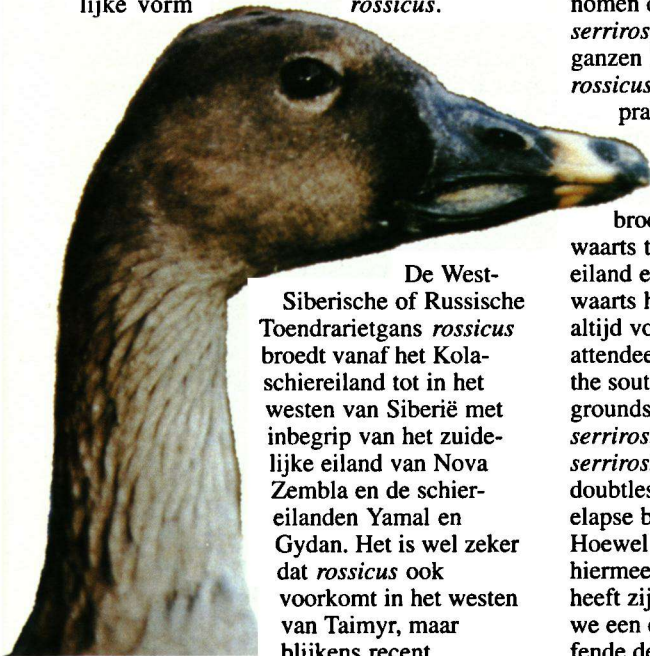 lijke vorm
rossicus.
De West-
Siberische of Russische
Toendrarietgans rossicus
broedt vanaf het Kola-
schiereiland tot in het
westen van Siberië met
inbegrip van het zuide-
lijke eiland van Nova
Zembla en de schier-
eilanden Yamal en
Gydan. Het is wel zeker
dat rossicus ook
voorkomt in het westen
van Taimyr, maar
blijkens recent
nomen
serriros
ganzen
rossicus
pra
broe
waarts t
eiland e
waarts h
altijd vo
attendee
the sout
grounds
serriros
serriros
doubtles
elapse b
Hoewel
hiermee
heeft zij
we een
fende de